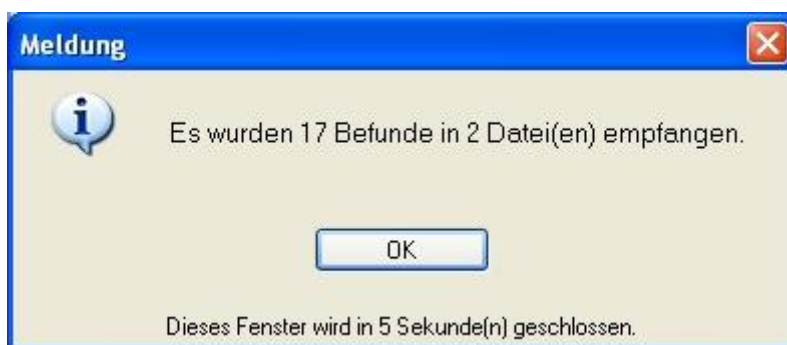 Meldung
Es wurden 17 Befunde in 2 Datei(en) empfangen.
OK
Dieses Fenster wird in 5 Sekunde(n) geschlossen.